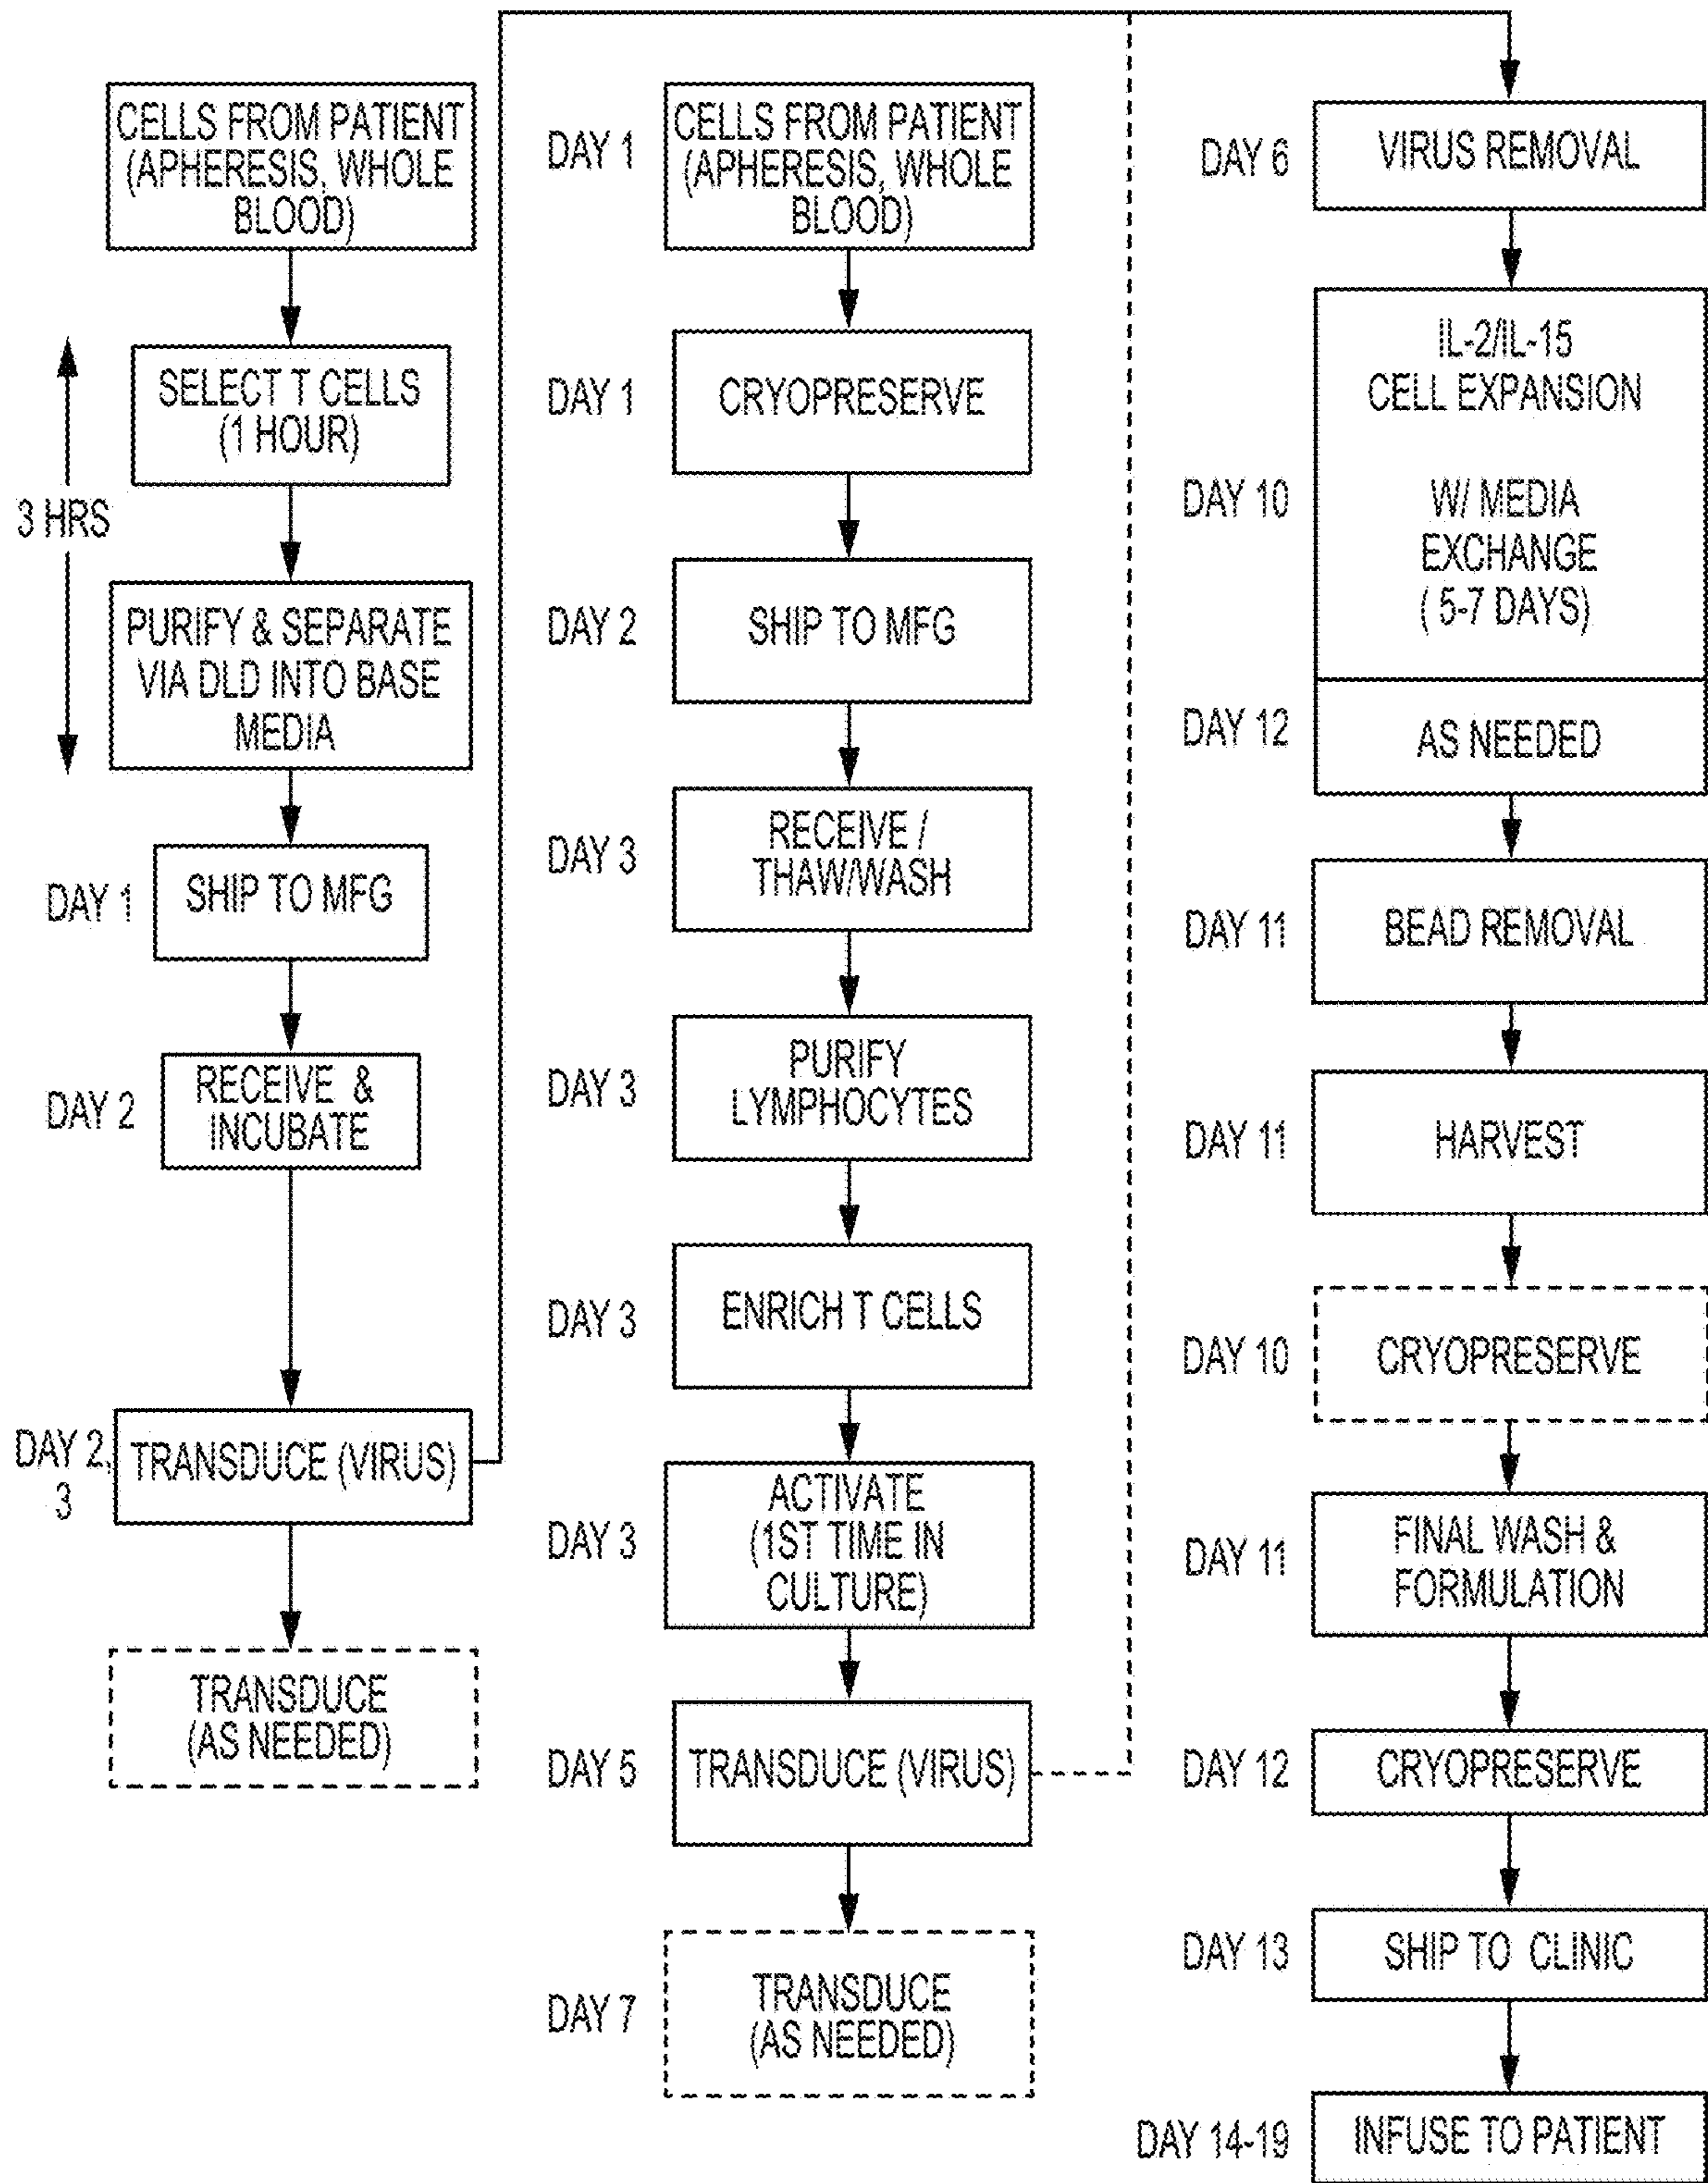 CELLS FROM PATIENT
(APHERESIS, WHOLE
BLOOD)
3 HRS
SELECT T CELLS
(1 HOUR)
PURIFY & SEPARATE
VIA DLD INTO BASE
MEDIA
DAY 1
SHIP TO MFG
DAY 2
RECEIVE &
INCUBATE
DAY 2,
3
TRANSDUCE (VIRUS)
TRANSDUCE
(AS NEEDED)
DAY 1
CELLS FROM PATIENT
(APHERESIS, WHOLE
BLOOD)
DAY 1
CRYOPRESERVE
DAY 2
SHIP TO MFG
DAY 3
RECEIVE /
THAW/WASH
DAY 3
PURIFY
LYMPHOCYTES
DAY 3
ENRICH T CELLS
DAY 3
ACTIVATE
(1ST TIME IN
CULTURE)
DAY 5
TRANSDUCE (VIRUS)
DAY 7
TRANSDUCE
(AS NEEDED)
DAY 6
VIRUS REMOVAL
IL-2/IL-15
CELL EXPANSION
DAY 10
W/ MEDIA
EXCHANGE
( 5-7 DAYS)
DAY 12
AS NEEDED
DAY 11
BEAD REMOVAL
DAY 11
HARVEST
DAY 10
CRYOPRESERVE
DAY 11
FINAL WASH &
FORMULATION
DAY 12
CRYOPRESERVE
DAY 13
SHIP TO CLINIC
DAY 14-19
INFUSE TO PATIENT